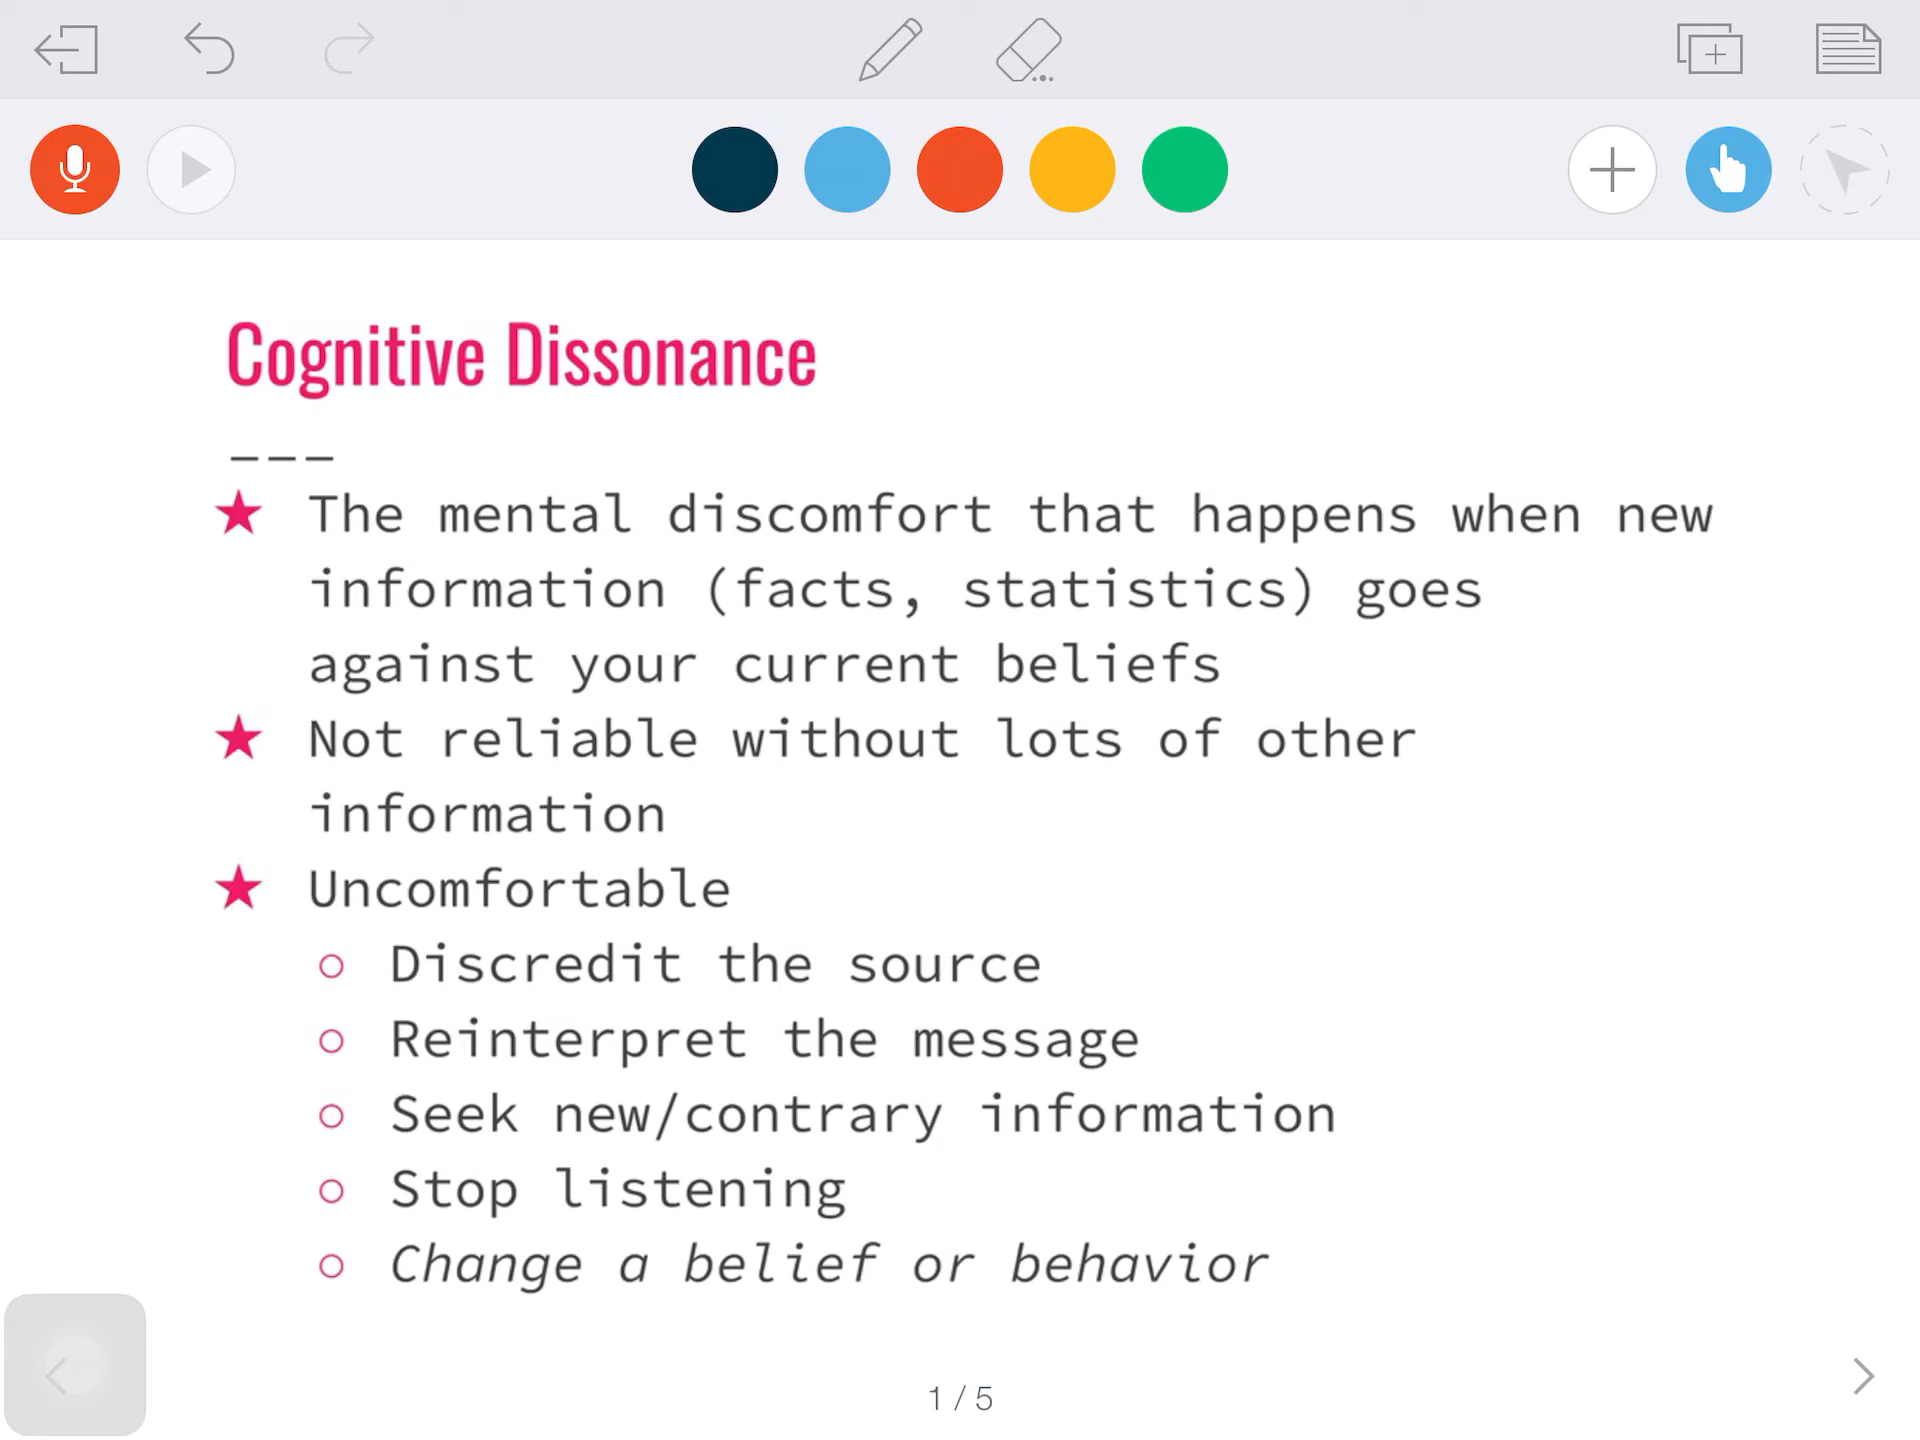 Cognitive Dissonance
---
★ The mental discomfort that happens when new
information (facts, statistics) goes
against your current beliefs
★ Not reliable without lots of other
information
★ Uncomfortable
○ Discredit the source
○ Reinterpret the message
○ Seek new/contrary information
○ Stop listening
○ Change a belief or behavior
1 / 5